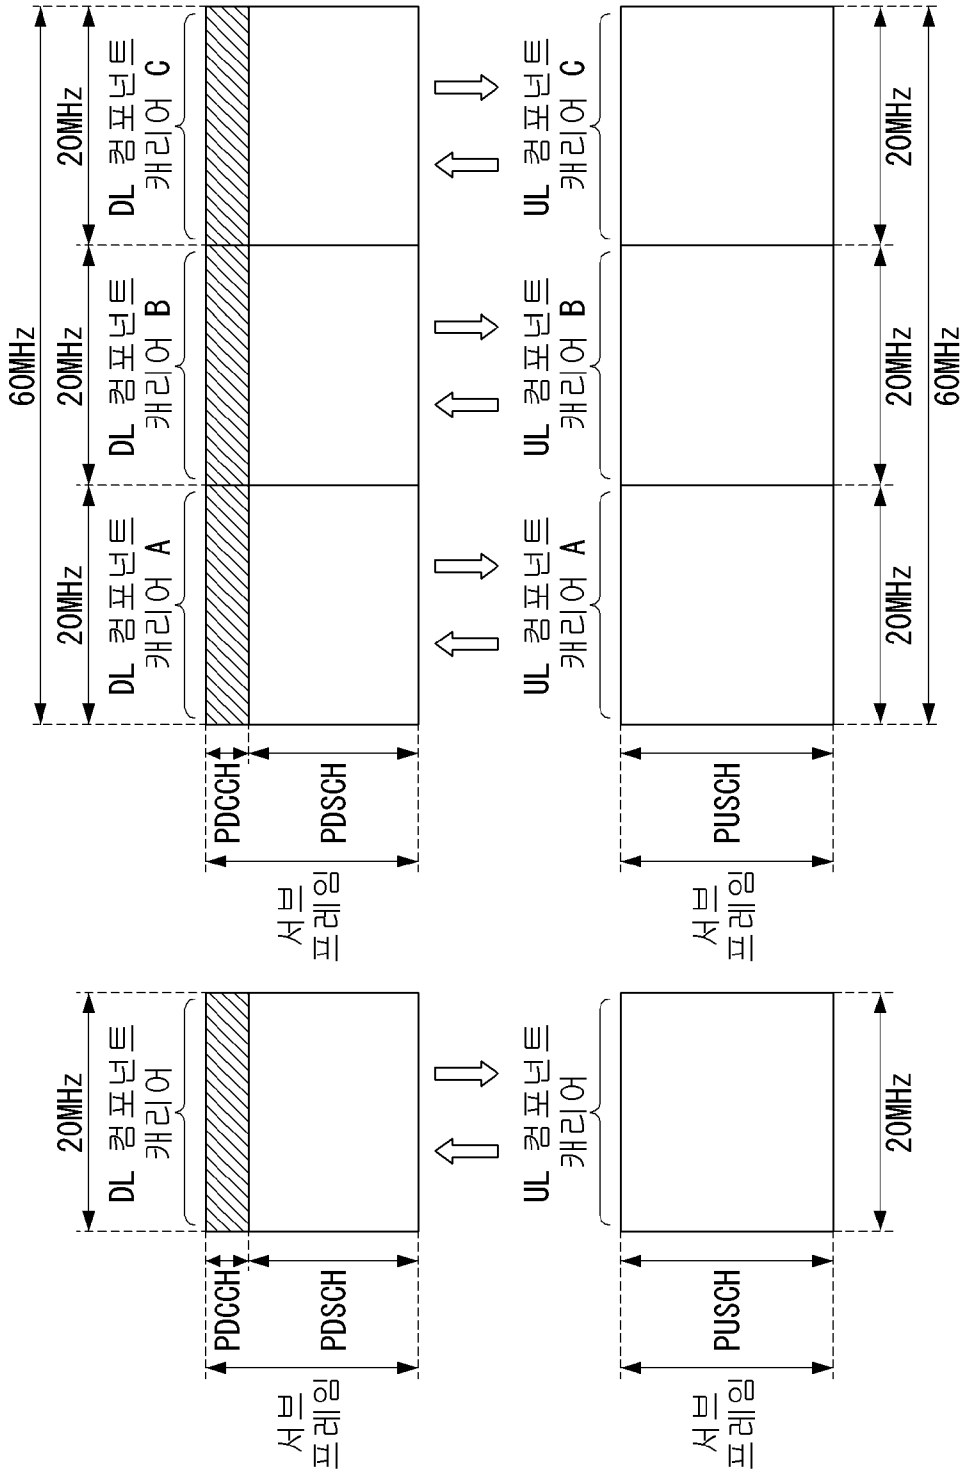 20MHz
DL 컴포넌트
캐리어
PDCCH
PDSCH
서브
프레임
UL 컴포넌트
캐리어
PUSCH
서브
프레임
20MHz
60MHz
20MHz
20MHz
20MHz
DL 컴포넌트
캐리어 A
DL 컴포넌트
캐리어 B
DL 컴포넌트
캐리어 C
PDCCH
PDSCH
서브
프레임
UL 컴포넌트
캐리어 A
UL 컴포넌트
캐리어 B
UL 컴포넌트
캐리어 C
PUSCH
서브
프레임
20MHz
20MHz
20MHz
60MHz